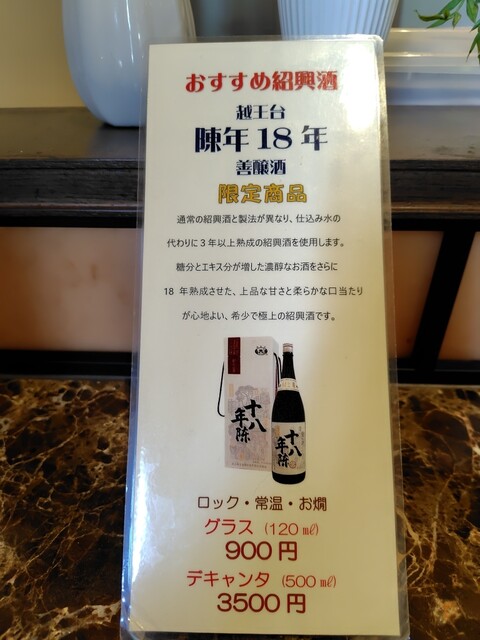 おすすめ紹興酒
越王台
陳年18年
善醸酒
限定商品
通常の紹興酒と製法が異なり、仕込み水の
代わりに3年以上熟成の紹興酒を使用します。
糖分とエキス分が増した濃醇なお酒をさらに
18 年熟成させた、上品な甘さと柔らかな口当たり
が心地よい、希少で極上の紹興酒です。
十八
年陳
十八
年陳
ロック・常温・お燗
グラス (120㎖)
900円
デキャンタ (500㎖)
3500円